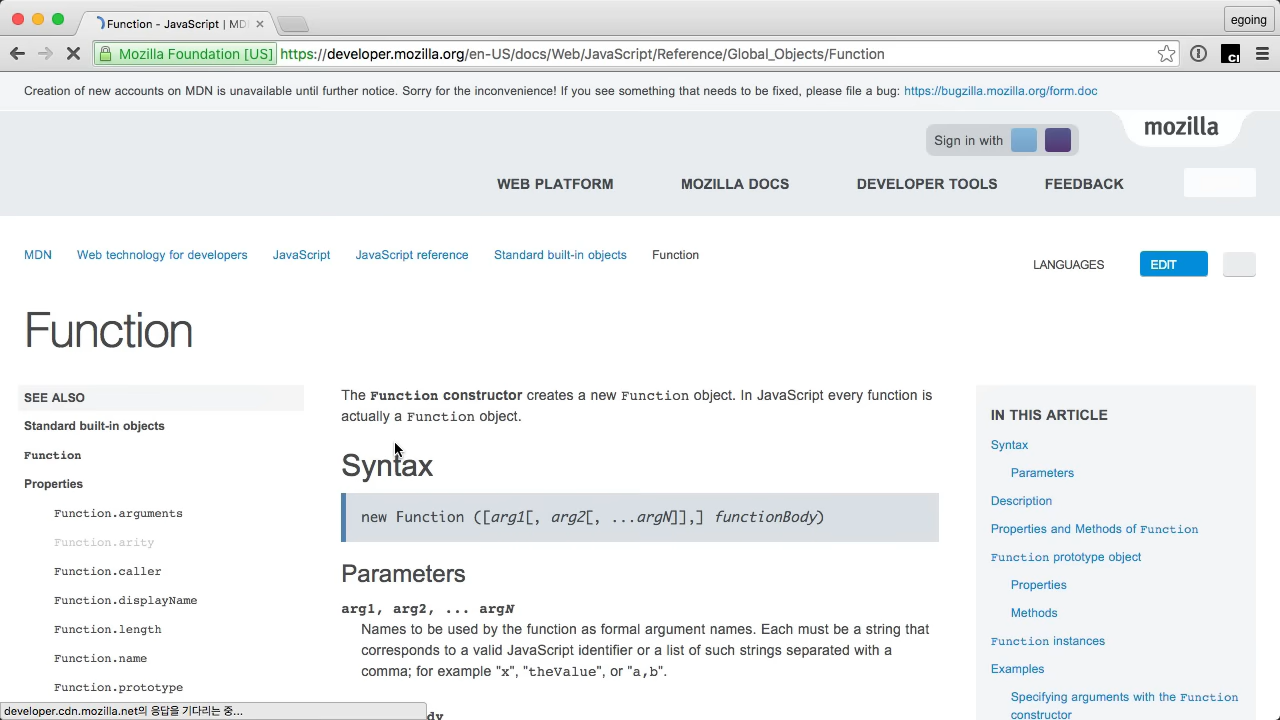 Function - JavaScript | MD
egoing
Mozilla Foundation [US]
https://developer.mozilla.org/en-US/docs/Web/JavaScript/Reference/Global_Objects/Function
Creation of new accounts on MDN is unavailable until further notice. Sorry for the inconvenience! If you see something that needs to be fixed, please file a bug: https://bugzilla.mozilla.org/form.doc
Sign in with
mozilla
WEB PLATFORM
MOZILLA DOCS
DEVELOPER TOOLS
FEEDBACK
MDN
Web technology for developers
JavaScript
JavaScript reference
Standard built-in objects
Function
LANGUAGES
EDIT
Function
SEE ALSO
Standard built-in objects
Function
Properties
Function.arguments
Function.arity
Function.caller
Function.displayName
Function.length
Function.name
Function.prototype
The Function constructor creates a new Function object. In JavaScript every function is
actually a Function object.
Syntax
new Function ([arg1[, arg2[, ...argN]],] functionBody)
Parameters
arg1, arg2, ... argN
Names to be used by the function as formal argument names. Each must be a string that
corresponds to a valid JavaScript identifier or a list of such strings separated with a
comma; for example "x", "theValue", or "a,b".
IN THIS ARTICLE
Syntax
Parameters
Description
Properties and Methods of Function
Function prototype object
Properties
Methods
Function instances
Examples
Specifying arguments with the Function
constructor
developer.cdn.mozilla.net의 응답을 기다리는 중...